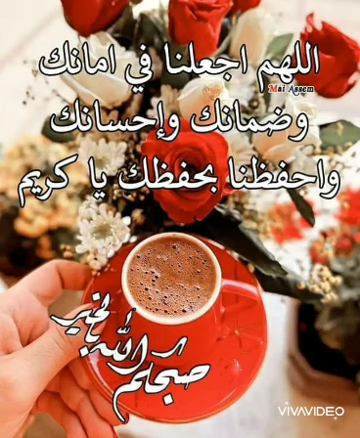 اللهم اجعلنا في امانك
Mai Assem
وضمانك وإحسانك
واحفظنا بحفظك يا كريم
صبحكم الله بالخير
VIVAVIDEO